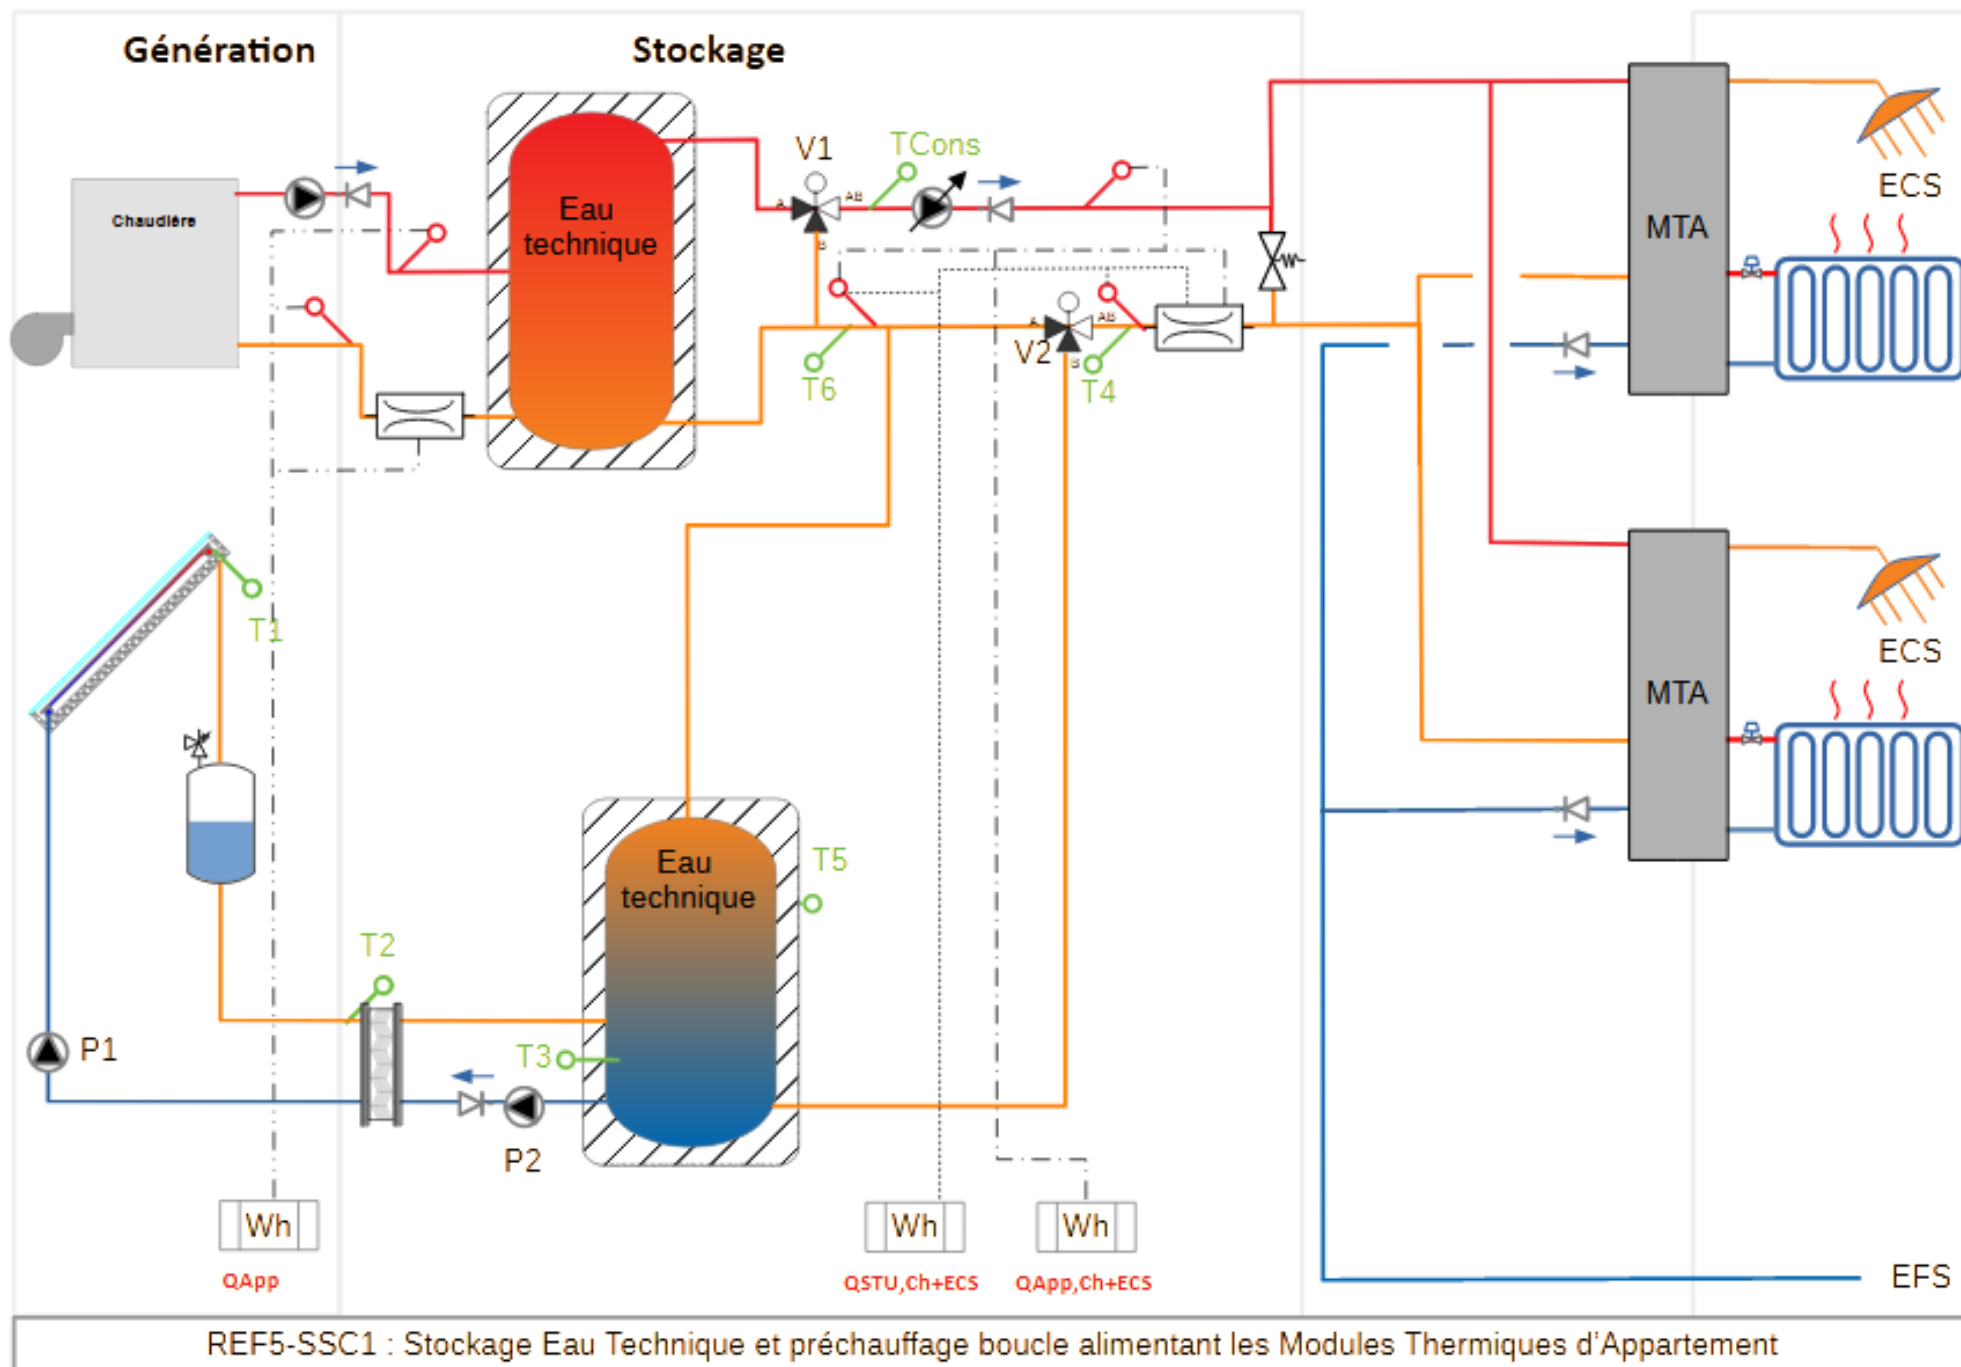 Génération
Stockage
Chaudière
Eau
technique
V1
TCons
A
AB
B
MTA
ECS
T6
A
AB
V2
B
T4
T1
MTA
ECS
Eau
technique
T5
T2
T3
P1
P2
Wh
Wh
Wh
QApp
QSTU,Ch+ECS
QApp,Ch+ECS
EFS
REF5-SSC1 : Stockage Eau Technique et préchauffage boucle alimentant les Modules Thermiques d'Appartement